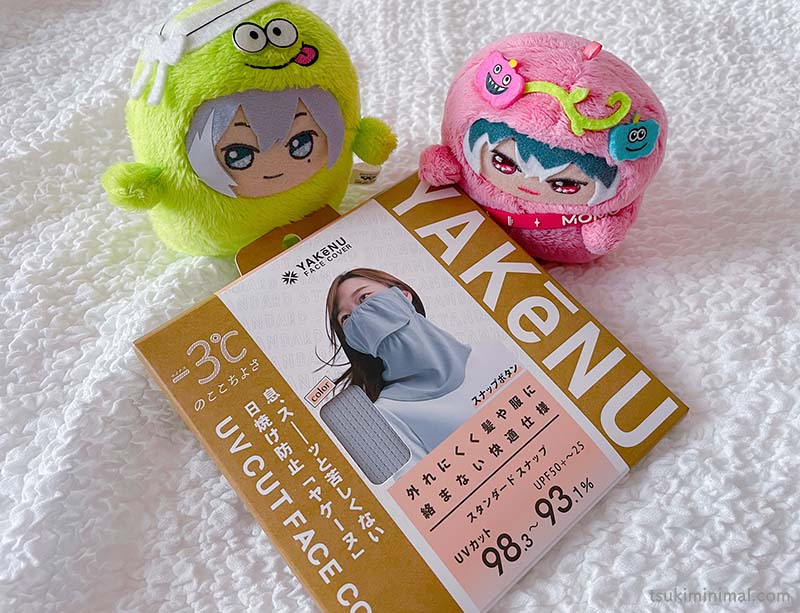 MOMO
YAKēNU
FACE COVER
YAKēNU
-3℃
のここちよさ
UV CUT FACE CO
color
息、スーッと苦しくない
日焼け防止「ヤケーヌ」
スナップボタン
外れにくく髪や服に
絡まない快適仕様
スタンダードスナップ
UVカット
UPF50+〜25
98.3〜93.1%
tsukiminimal.com